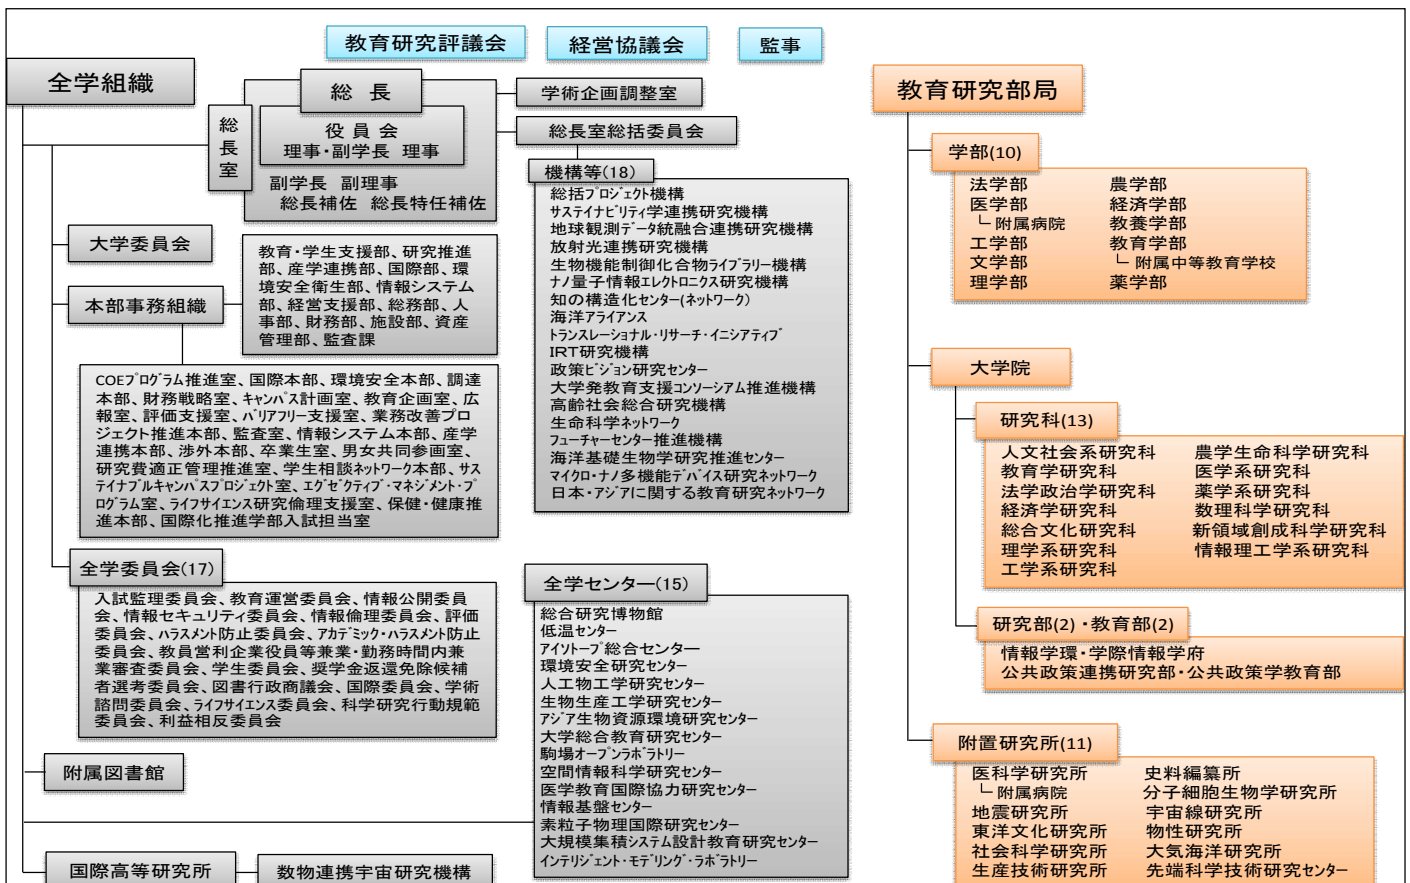 教育研究評議会
経営協議会
監事
全学組織
総長室
総 長
役 員 会
理事・副学長 理事
副学長 副理事
総長補佐 総長特任補佐
学術企画調整室
総長室総括委員会
機構等(18)
総括プロジェクト機構
サステイナビリティ学連携研究機構
地球観測データ統融合連携研究機構
放射光連携研究機構
生物機能制御化合物ライブラリー機構
ナノ量子情報エレクトロニクス研究機構
知の構造化センター(ネットワーク)
海洋アライアンス
トランスレーショナル・リサーチ・イニシアティブ
IRT研究機構
政策ビジョン研究センター
大学発教育支援コンソーシアム推進機構
高齢社会総合研究機構
生命科学ネットワーク
フューチャーセンター推進機構
海洋基礎生物学研究推進センター
マイクロ・ナノ多機能デバイス研究ネットワーク
日本・アジアに関する教育研究ネットワーク
大学委員会
本部事務組織
教育・学生支援部、研究推進
部、産学連携部、国際部、環
境安全衛生部、情報システム
部、経営支援部、総務部、人
事部、財務部、施設部、資産
管理部、監査課
COEプログラム推進室、国際本部、環境安全本部、調達
本部、財務戦略室、キャンパス計画室、教育企画室、広
報室、評価支援室、バリアフリー支援室、業務改善プロ
ジェクト推進本部、監査室、情報システム本部、産学
連携本部、渉外本部、卒業生室、男女共同参画室、
研究費適正管理推進室、学生相談ネットワーク本部、サス
テイナブルキャンパスプロジェクト室、エグゼクティブ・マネジメント・プ
ログラム室、ライフサイエンス研究倫理支援室、保健・健康推
進本部、国際化推進学部入試担当室
全学委員会(17)
入試監理委員会、教育運営委員会、情報公開委員
会、情報セキュリティ委員会、情報倫理委員会、評価
委員会、ハラスメント防止委員会、アカデミック・ハラスメント防止
委員会、教員営利企業役員等兼業・勤務時間内兼
業審査委員会、学生委員会、奨学金返還免除候補
者選考委員会、図書行政商議会、国際委員会、学術
諮問委員会、ライフサイエンス委員会、科学研究行動規範
委員会、利益相反委員会
全学センター(15)
総合研究博物館
低温センター
アイソトープ総合センター
環境安全研究センター
人工物工学研究センター
生物生産工学研究センター
アジア生物資源環境研究センター
大学総合教育研究センター
駒場オープンラボラトリー
空間情報科学研究センター
医学教育国際協力研究センター
情報基盤センター
素粒子物理国際研究センター
大規模集積システム設計教育研究センター
インテリジェント・モデリング・ラボラトリー
附属図書館
国際高等研究所
数物連携宇宙研究機構
教育研究部局
学部(10)
法学部
医学部
附属病院
工学部
文学部
理学部
農学部
経済学部
教養学部
教育学部
附属中等教育学校
薬学部
大学院
研究科(13)
人文社会系研究科
教育学研究科
法学政治学研究科
経済学研究科
総合文化研究科
理学系研究科
工学系研究科
農学生命科学研究科
医学系研究科
薬学系研究科
数理科学研究科
新領域創成科学研究科
情報理工学系研究科
研究部(2)・教育部(2)
情報学環・学際情報学府
公共政策連携研究部・公共政策学教育部
附置研究所(11)
医科学研究所
附属病院
地震研究所
東洋文化研究所
社会科学研究所
生産技術研究所
史料編纂所
分子細胞生物学研究所
宇宙線研究所
物性研究所
大気海洋研究所
先端科学技術研究センター